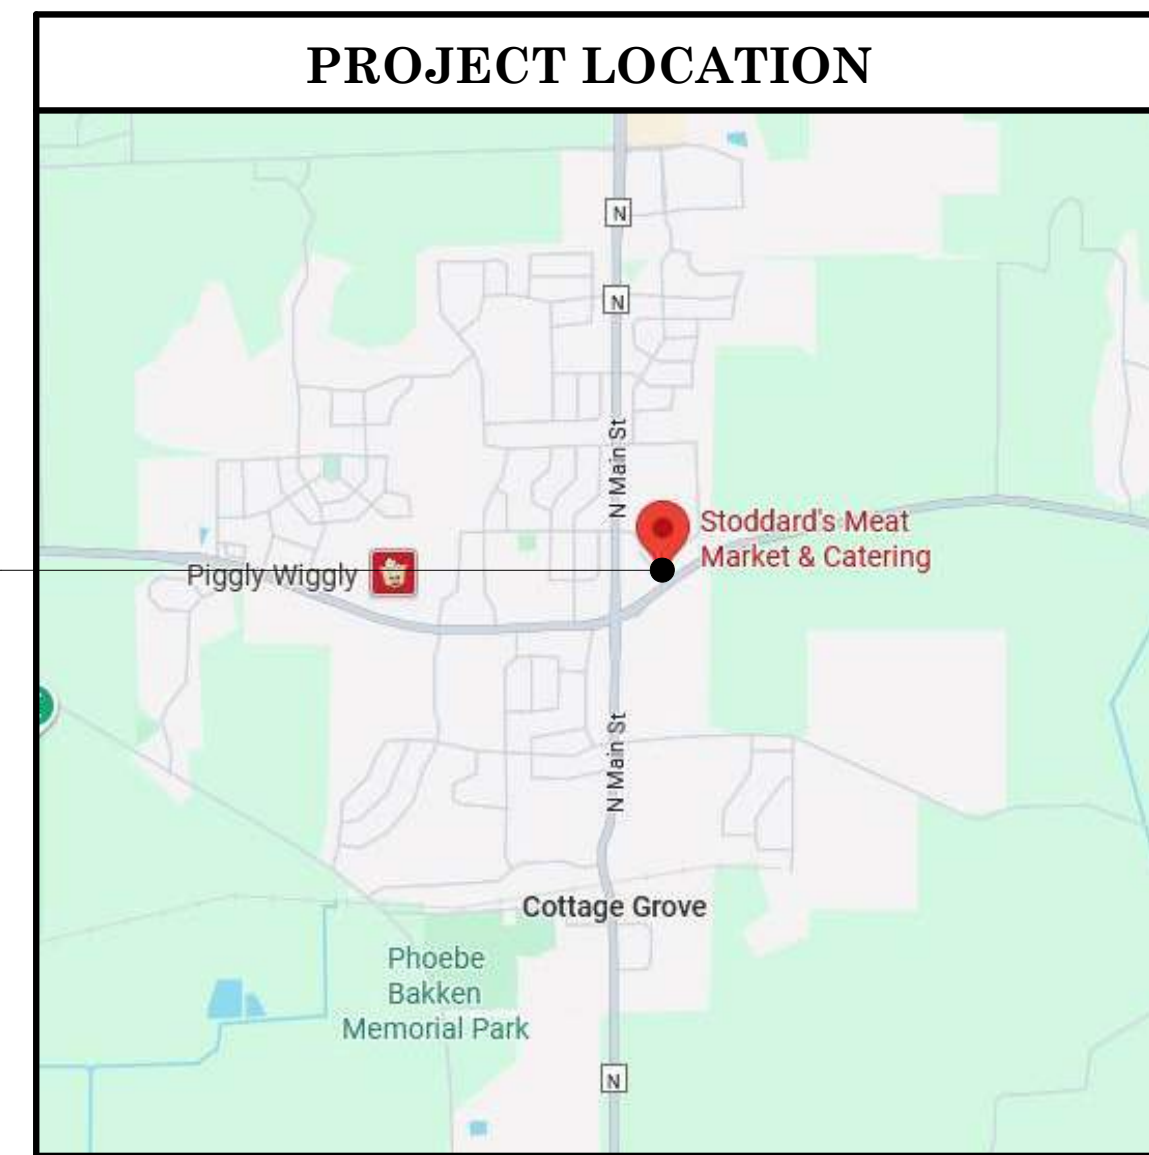 PROJECT LOCATION
N
N
N Main St
Stoddard's Meat
Market & Catering
Piggly Wiggly
N Main St
Cottage Grove
Phoebe
Bakken
Memorial Park
N